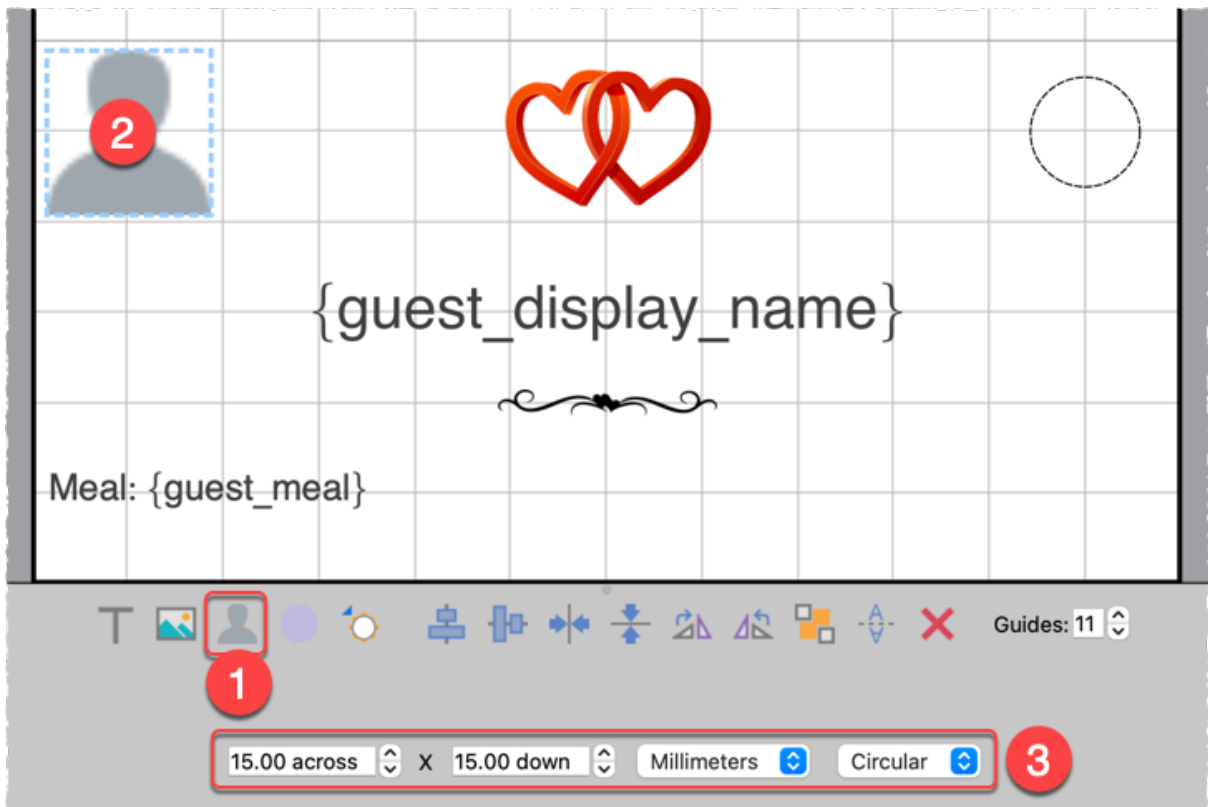 2
{guest_display_name}
Meal: {guest_meal}
Guides: 11
1
15.00 across x 15.00 down Millimeters Circular 3